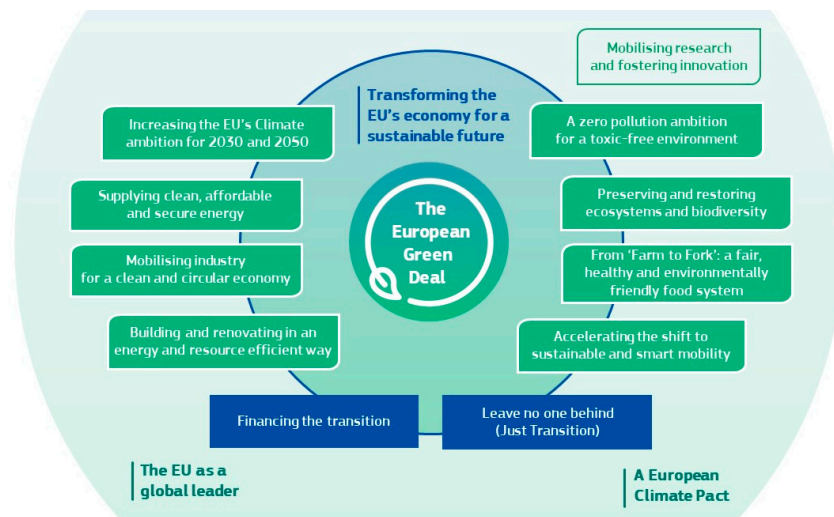 Mobilising research
and fostering innovation
Transforming the
EU's economy for a
sustainable future
Increasing the EU's Climate
ambition for 2030 and 2050
A zero pollution ambition
for a toxic-free environment
Supplying clean, affordable
and secure energy
Preserving and restoring
ecosystems and biodiversity
The
European
Green
Deal
Mobilising industry
for a clean and circular economy
From 'Farm to Fork': a fair,
healthy and environmentally
friendly food system
Building and renovating in an
energy and resource efficient way
Accelerating the shift to
sustainable and smart mobility
Financing the transition
Leave no one behind
(Just Transition)
The EU as a
global leader
A European
Climate Pact